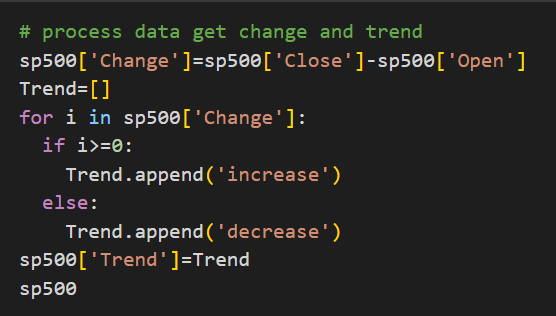 # process data get change and trend
sp500['Change']=sp500['Close']-sp500['Open']
Trend=[]
for i in sp500['Change']:
  if i>=0:
    Trend.append('increase')
  else:
    Trend.append('decrease')
sp500['Trend']=Trend
sp500